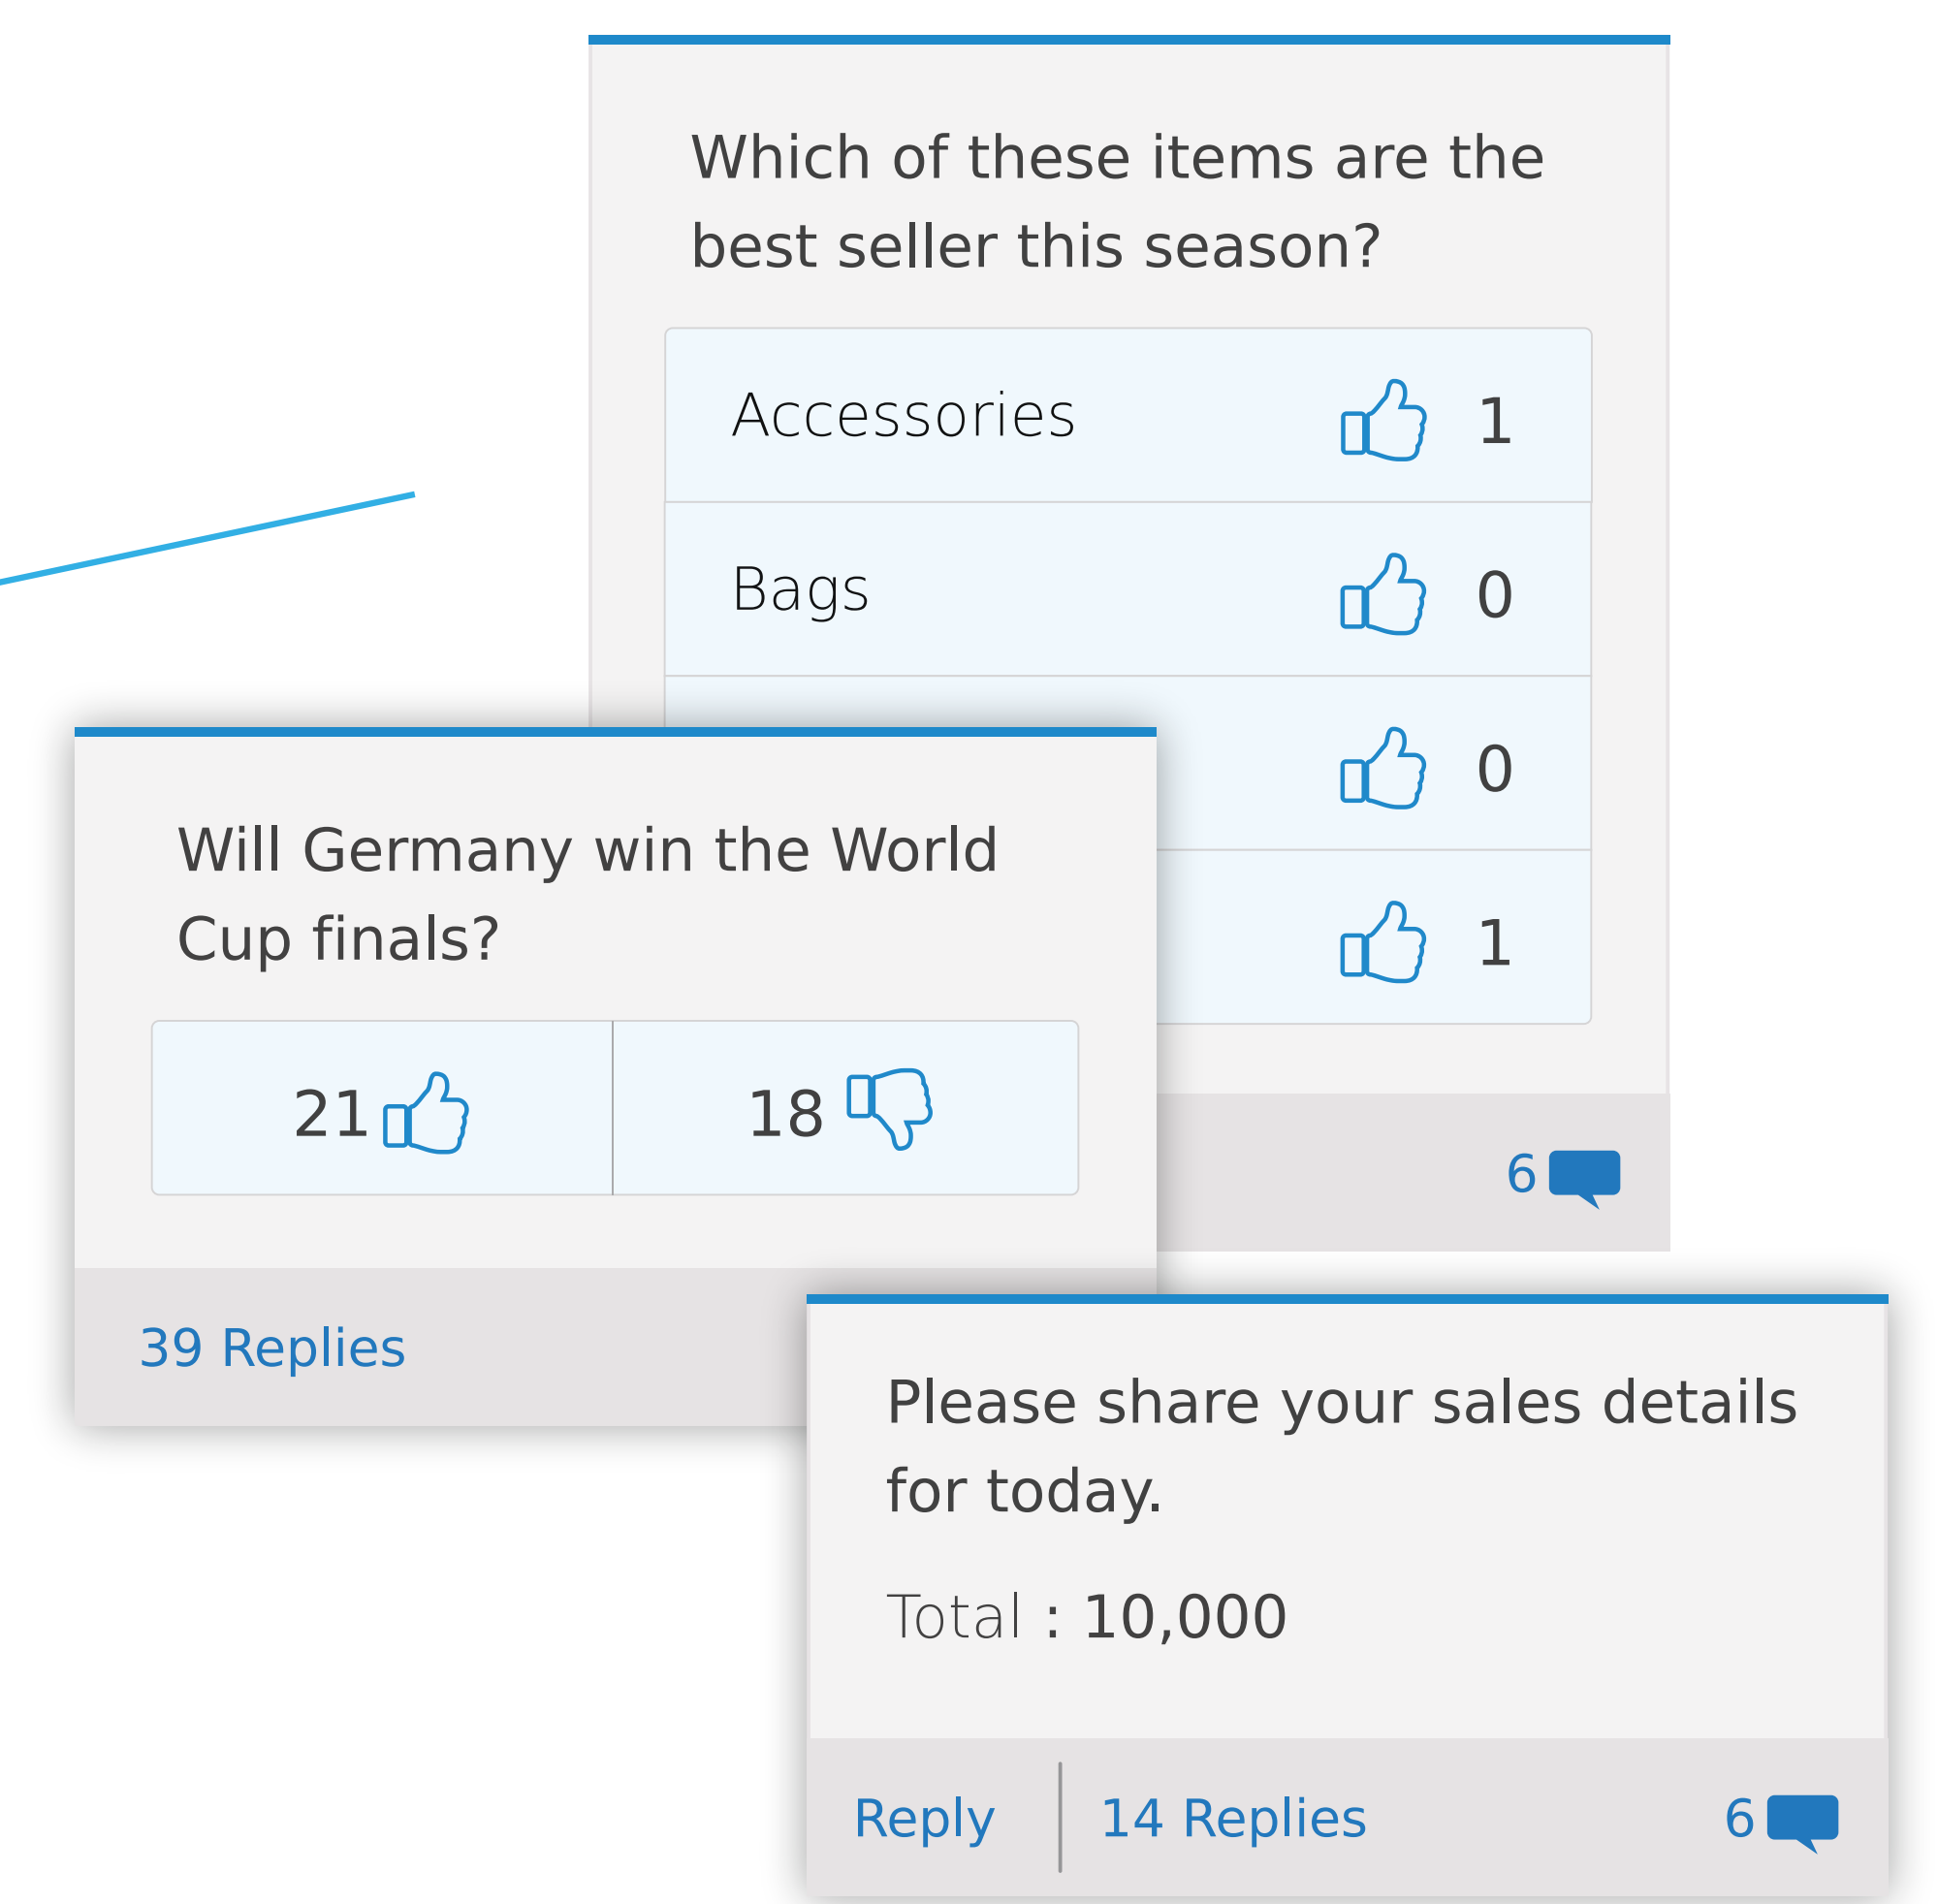 Which of these items are the
best seller this season?
Accessories 1
Bags 0
0
1
6
Will Germany win the World
Cup finals?
21 18
39 Replies
Please share your sales details
for today.
Total : 10,000
Reply 14 Replies 6